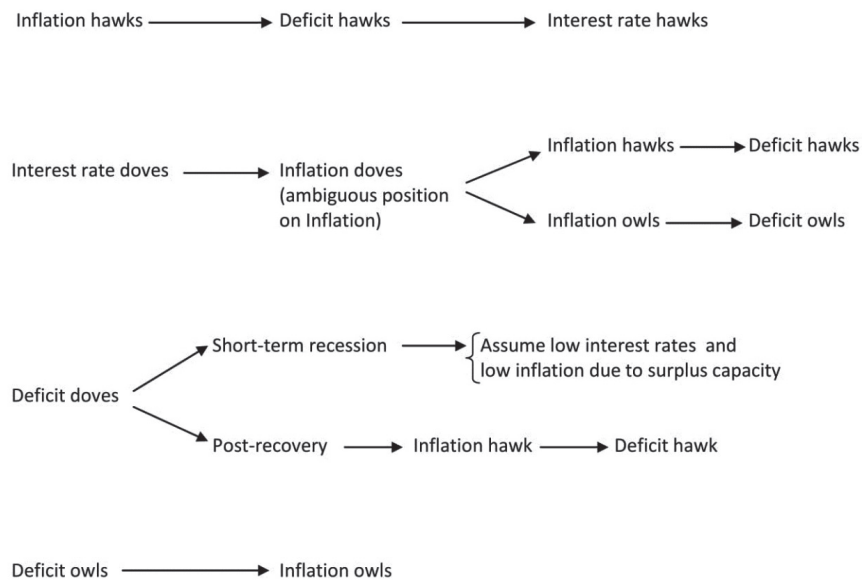 Inflation hawks Deficit hawks Interest rate hawks
Inflation hawks Deficit hawks
Interest rate doves Inflation doves
(ambiguous position
on Inflation)
Inflation owls Deficit owls
Short-term recession Assume low interest rates and
low inflation due to surplus capacity
Deficit doves
Post-recovery Inflation hawk Deficit hawk
Deficit owls Inflation owls